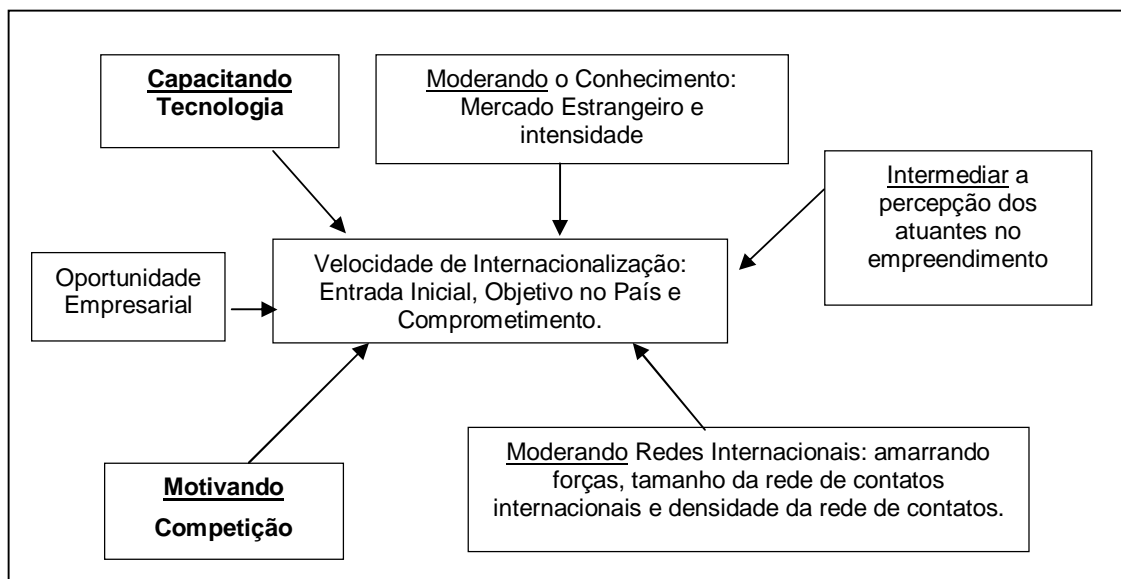 Capacitando
Tecnologia
Moderando o Conhecimento:
Mercado Estrangeiro e
intensidade
Intermediar a
percepção dos
atuantes no
empreendimento
Oportunidade
Empresarial
Velocidade de Internacionalização:
Entrada Inicial, Objetivo no País e
Comprometimento.
Motivando
Competição
Moderando Redes Internacionais: amarrando
forças, tamanho da rede de contatos
internacionais e densidade da rede de contatos.